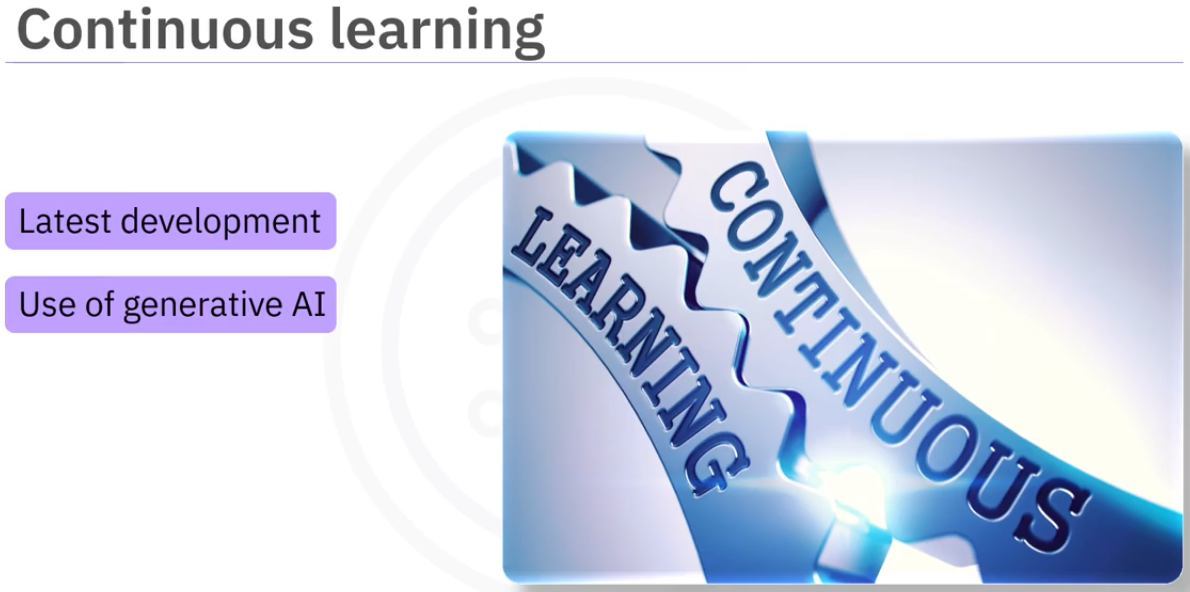 Continuous learning
Latest development
Use of generative AI
LEARNING
CONTINUOUS